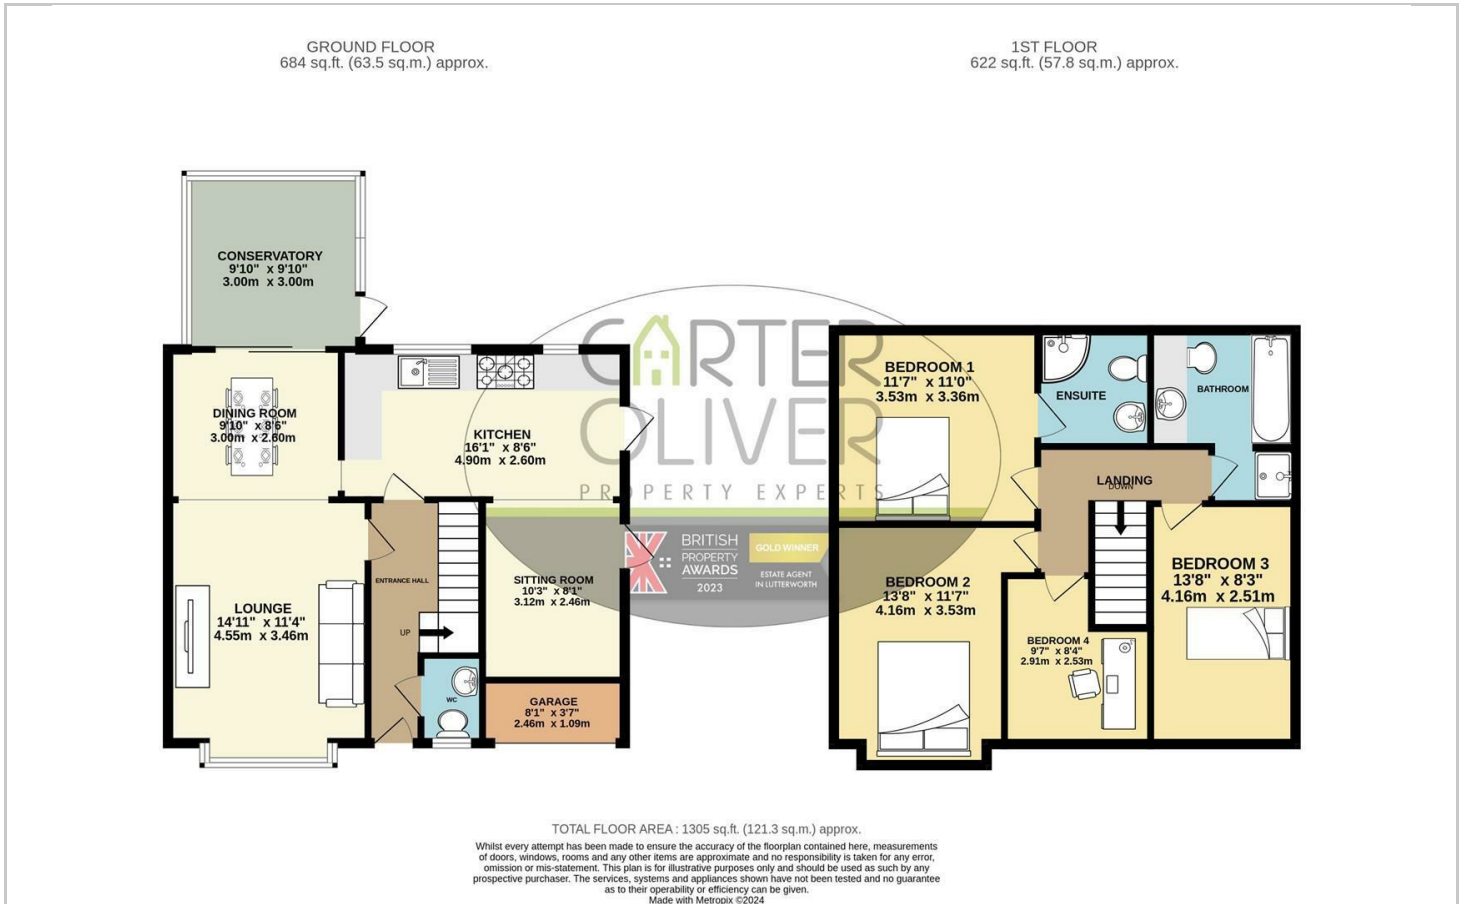 GROUND FLOOR
684 sq.ft. (63.5 sq.m.) approx.
1ST FLOOR
622 sq.ft. (57.8 sq.m.) approx.
CONSERVATORY
9'10" x 9'10"
3.00m x 3.00m
DINING ROOM
9'10" x 8'6"
3.00m x 2.60m
KITCHEN
16'1" x 8'6"
4.90m x 2.60m
LOUNGE
14'11" x 11'4"
4.55m x 3.46m
ENTRANCE HALL
UP
WC
SITTING ROOM
10'3" x 8'1"
3.12m x 2.46m
GARAGE
8'1" x 3'7"
2.46m x 1.09m
CARTER
OLIVER
PROPERTY EXPERTS
BRITISH
PROPERTY
AWARDS
2023
GOLD WINNER
ESTATE AGENT
IN LUTTERWORTH
BEDROOM 1
11'7" x 11'0"
3.53m x 3.36m
ENSUITE
BATHROOM
LANDING
DOWN
BEDROOM 2
13'8" x 11'7"
4.16m x 3.53m
BEDROOM 3
13'8" x 8'3"
4.16m x 2.51m
BEDROOM 4
9'7" x 8'4"
2.91m x 2.53m
TOTAL FLOOR AREA : 1305 sq.ft. (121.3 sq.m.) approx.
Whilst every attempt has been made to ensure the accuracy of the floorplan contained here, measurements
of doors, windows, rooms and any other items are approximate and no responsibility is taken for any error,
omission or mis-statement. This plan is for illustrative purposes only and should be used as such by any
prospective purchaser. The services, systems and appliances shown have not been tested and no guarantee
as to their operability or efficiency can be given.
Made with Metropix ©2024